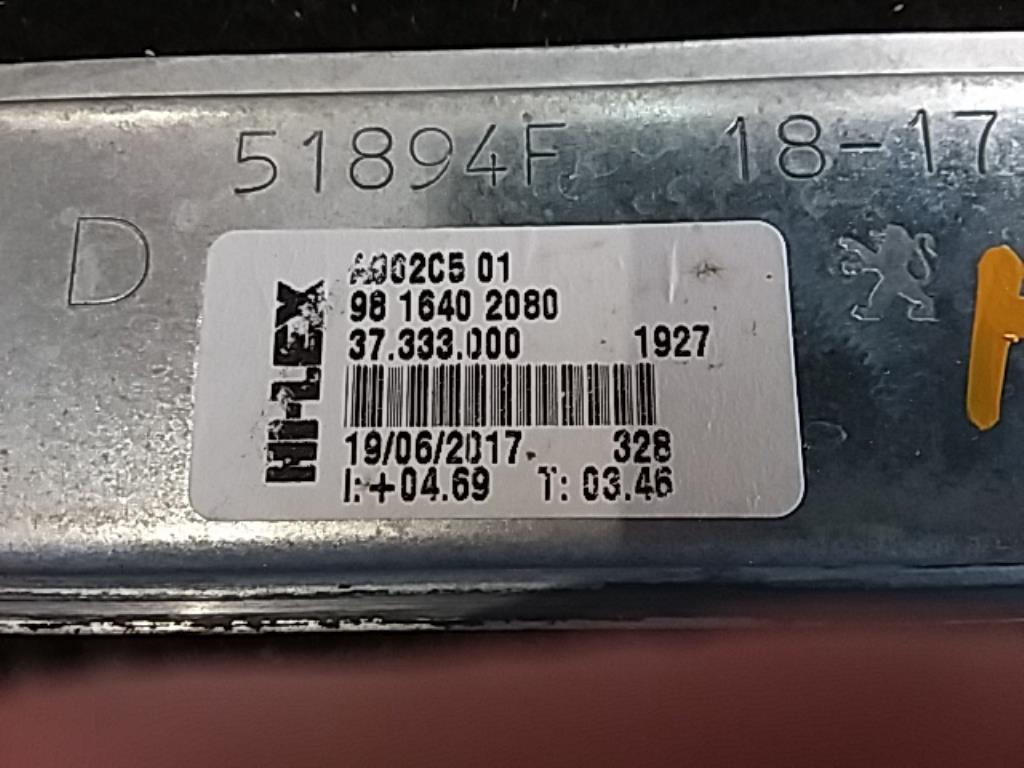 51894F 18-17
D
HI-LEX
A002C5 01
98 1640 2080
37.333.000 1927
19/06/2017 328
I:+04.69 T: 03.46